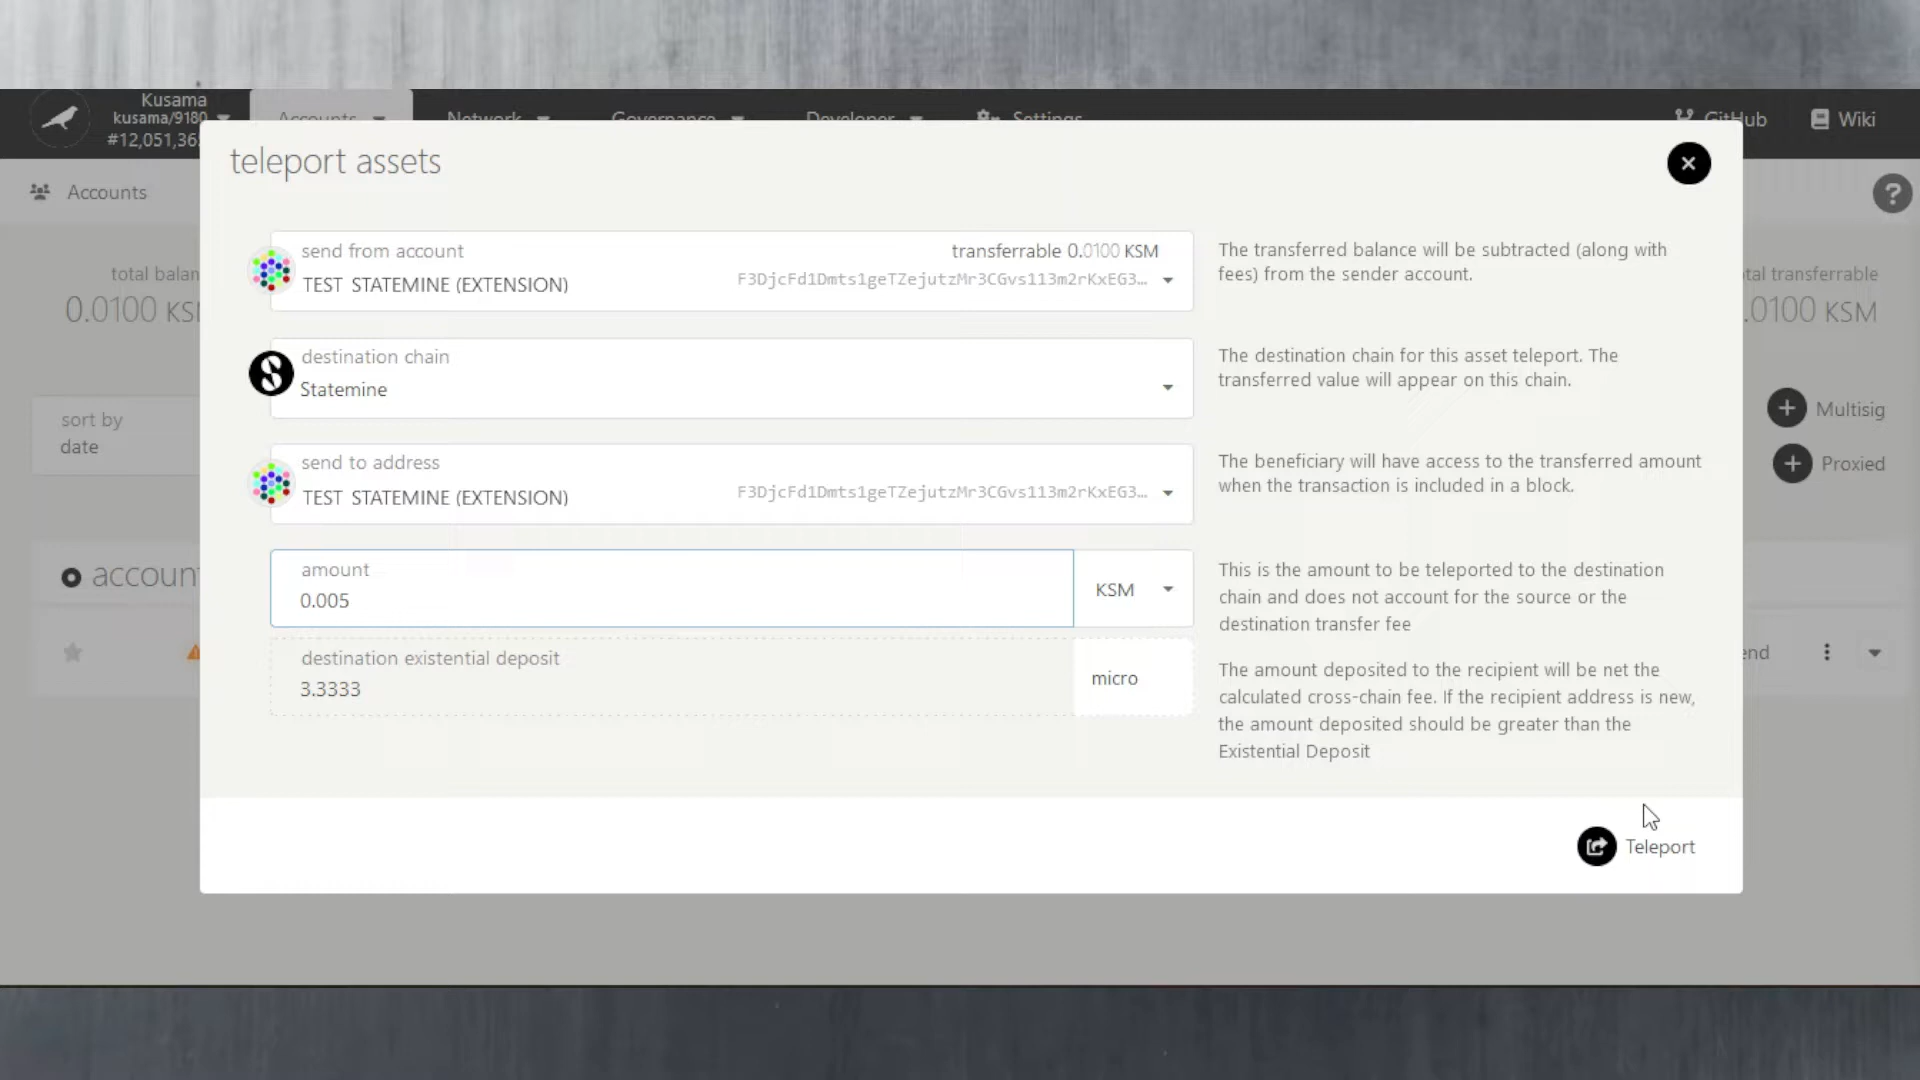 Kusama
kusama/9180
#12,051,36
Accounts
Network
Governance
Developer
Settings
GitHub
Wiki
teleport assets
Accounts
send from account
transferrable 0.0100 KSM
TEST STATEMINE (EXTENSION)
F3DjcFd1Dmts1geTZejutzMr3CGvs113m2rKxEG3…
The transferred balance will be subtracted (along with
fees) from the sender account.
total balan
0.0100 KS
tal transferrable
.0100 KSM
destination chain
Statemine
The destination chain for this asset teleport. The
transferred value will appear on this chain.
sort by
date
Multisig
Proxied
send to address
TEST STATEMINE (EXTENSION)
F3DjcFd1Dmts1geTZejutzMr3CGvs113m2rKxEG3…
The beneficiary will have access to the transferred amount
when the transaction is included in a block.
accoun
amount
0.005
KSM
This is the amount to be teleported to the destination
chain and does not account for the source or the
destination transfer fee
end
destination existential deposit
3.3333
micro
The amount deposited to the recipient will be net the
calculated cross-chain fee. If the recipient address is new,
the amount deposited should be greater than the
Existential Deposit
Teleport